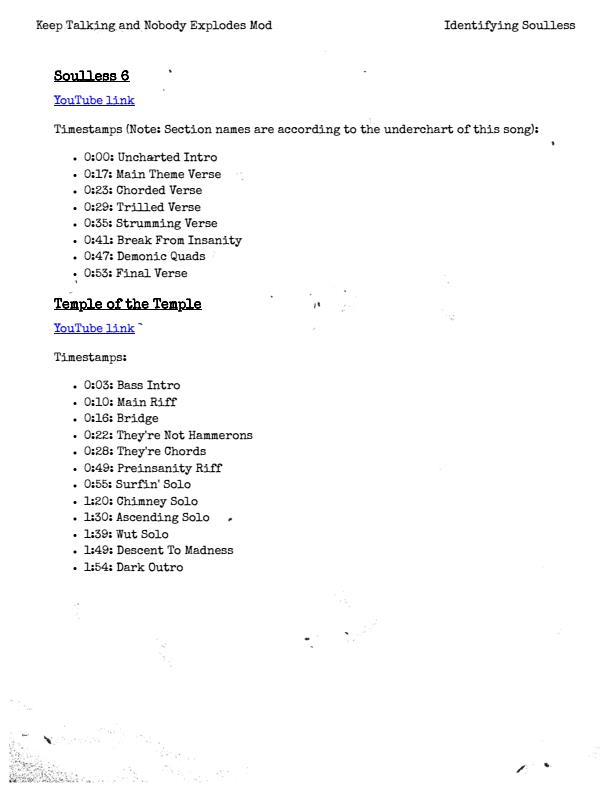 Keep Talking and Nobody Explodes Mod
Identifying Soulless
Soulless 6
YouTube link
Timestamps (Note: Section names are according to the underchart of this song):
• 0:00: Uncharted Intro
• 0:17: Main Theme Verse
• 0:23: Chorded Verse
• 0:29: Trilled Verse
• 0:35: Strumming Verse
• 0:41: Break From Insanity
• 0:47: Demonic Quads
• 0:53: Final Verse
Temple of the Temple
YouTube link
Timestamps:
• 0:03: Bass Intro
• 0:10: Main Riff
• 0:16: Bridge
• 0:22: They're Not Hammerons
• 0:28: They're Chords
• 0:49: Preinsanity Riff
• 0:55: Surfin' Solo
• 1:20: Chimney Solo
• 1:30: Ascending Solo
• 1:39: Wut Solo
• 1:49: Descent To Madness
• 1:54: Dark Outro